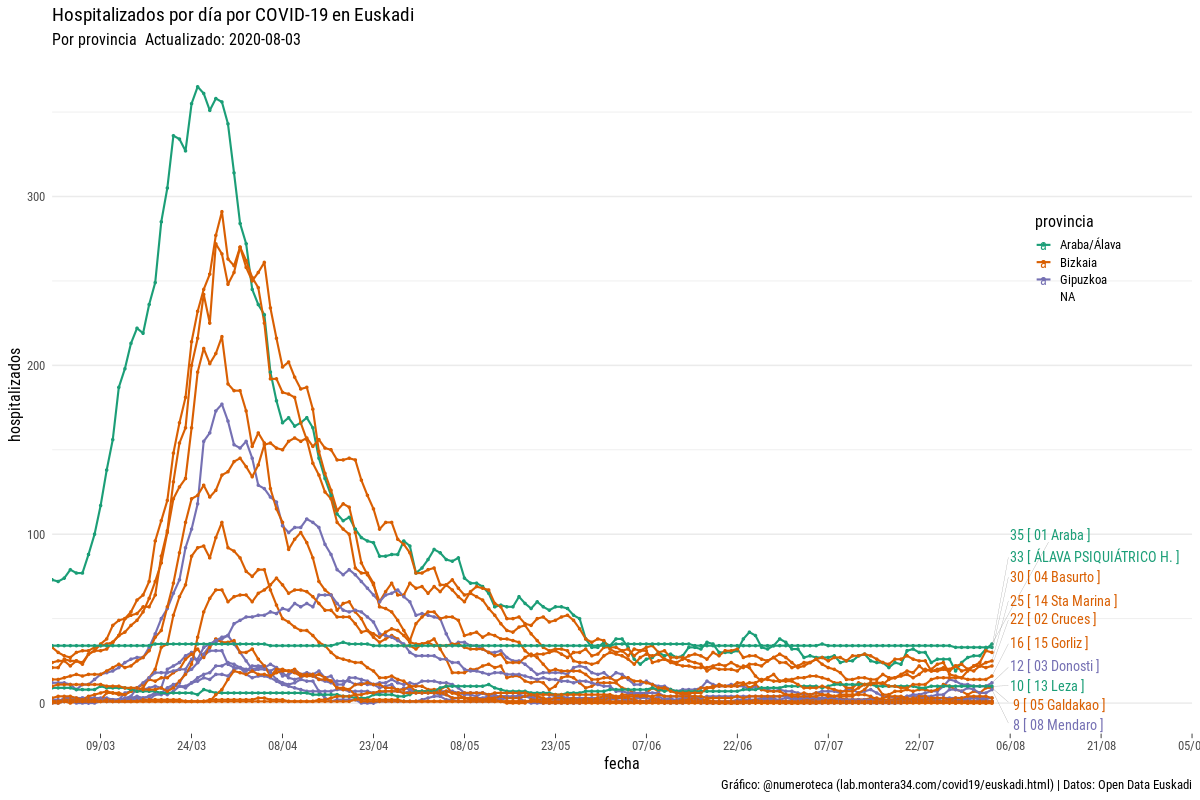 Hospitalizados por día por COVID-19 en Euskadi
Por provincia Actualizado: 2020-08-03
hospitalizados
300
200
100
0
provincia
Araba/Álava
Bizkaia
Gipuzkoa
NA
35 [ 01 Araba ]
33 [ ÁLAVA PSIQUIÁTRICO H. ]
30 [ 04 Basurto ]
25 [ 14 Sta Marina ]
22 [ 02 Cruces ]
16 [ 15 Gorliz ]
12 [ 03 Donosti ]
10 [ 13 Leza ]
9 [ 05 Galdakao ]
8 [ 08 Mendaro ]
09/03 24/03 08/04 23/04 08/05 23/05 07/06 22/06 07/07 22/07 06/08 21/08 05/0
fecha
Gráfico: @numeroteca (lab.montera34.com/covid19/euskadi.html) | Datos: Open Data Euskadi